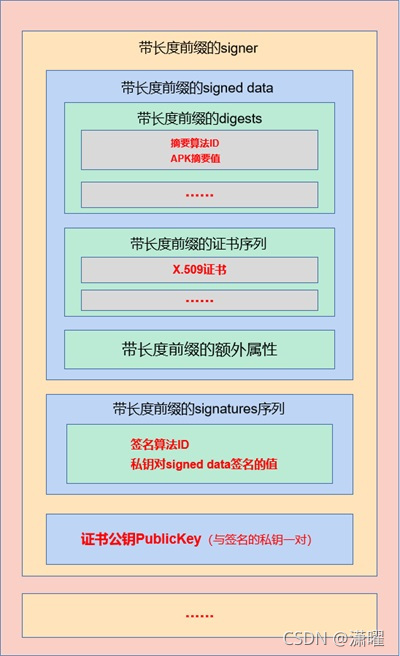 带长度前缀的signer
带长度前缀的signed data
带长度前缀的digests
摘要算法ID
APK摘要值
······
带长度前缀的证书序列
X.509证书
······
带长度前缀的额外属性
带长度前缀的signatures序列
签名算法ID
私钥对signed data签名的值
证书公钥PublicKey（与签名的私钥一对）
······
CSDN @潇曜